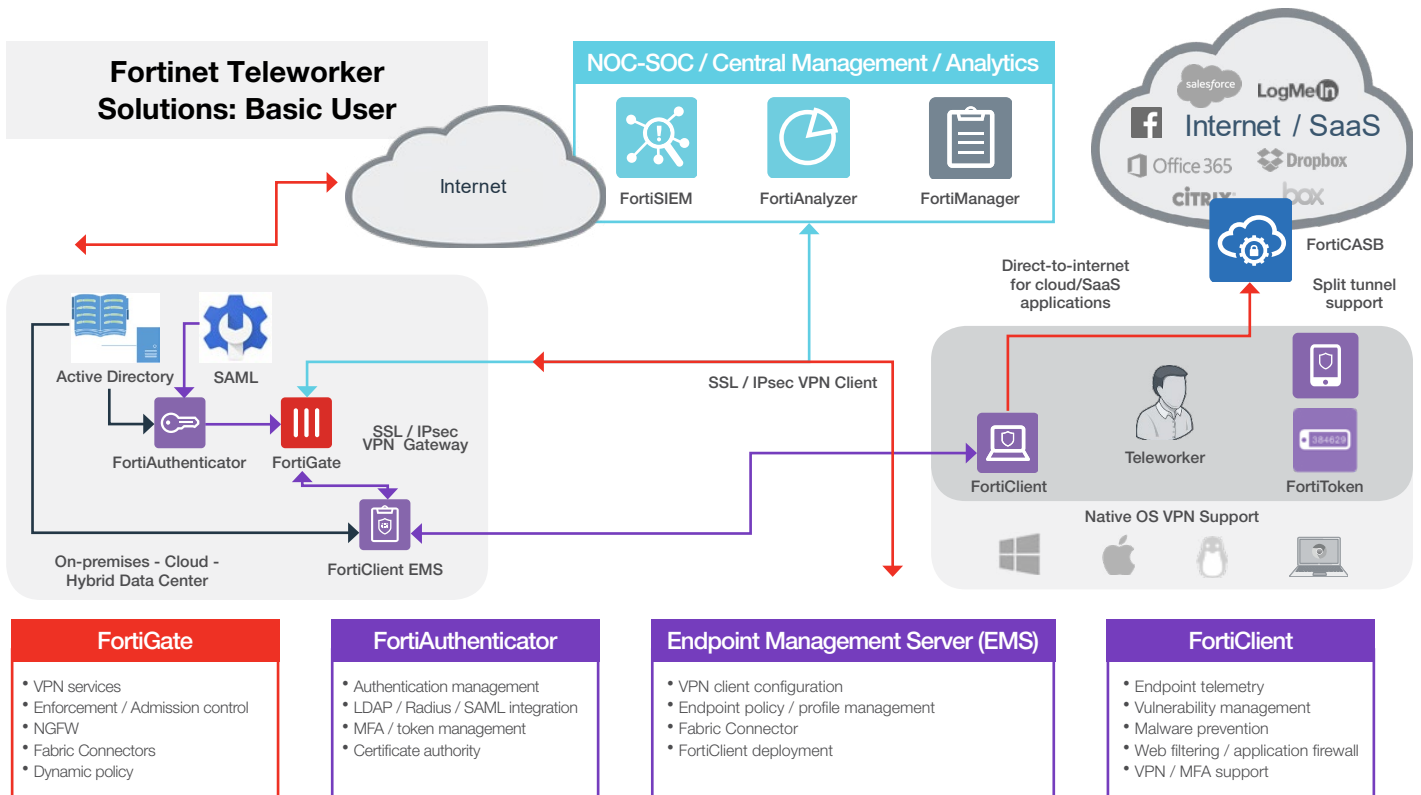 Fortinet Teleworker
Solutions: Basic User
Internet
NOC-SOC / Central Management / Analytics
FortiSIEM
FortiAnalyzer
FortiManager
salesforce
LogMeIn
Internet / SaaS
Office 365
Dropbox
CITRIX
box
FortiCASB
Direct-to-internet
for cloud/SaaS
applications
Split tunnel
support
Active Directory
SAML
FortiAuthenticator
FortiGate
SSL / IPsec
VPN Gateway
SSL / IPsec VPN Client
FortiClient EMS
On-premises - Cloud -
Hybrid Data Center
FortiClient
Teleworker
384629
FortiToken
Native OS VPN Support
FortiGate
• VPN services
• Enforcement / Admission control
• NGFW
• Fabric Connectors
• Dynamic policy
FortiAuthenticator
• Authentication management
• LDAP / Radius / SAML integration
• MFA / token management
• Certificate authority
Endpoint Management Server (EMS)
• VPN client configuration
• Endpoint policy / profile management
• Fabric Connector
• FortiClient deployment
FortiClient
• Endpoint telemetry
• Vulnerability management
• Malware prevention
• Web filtering / application firewall
• VPN / MFA support